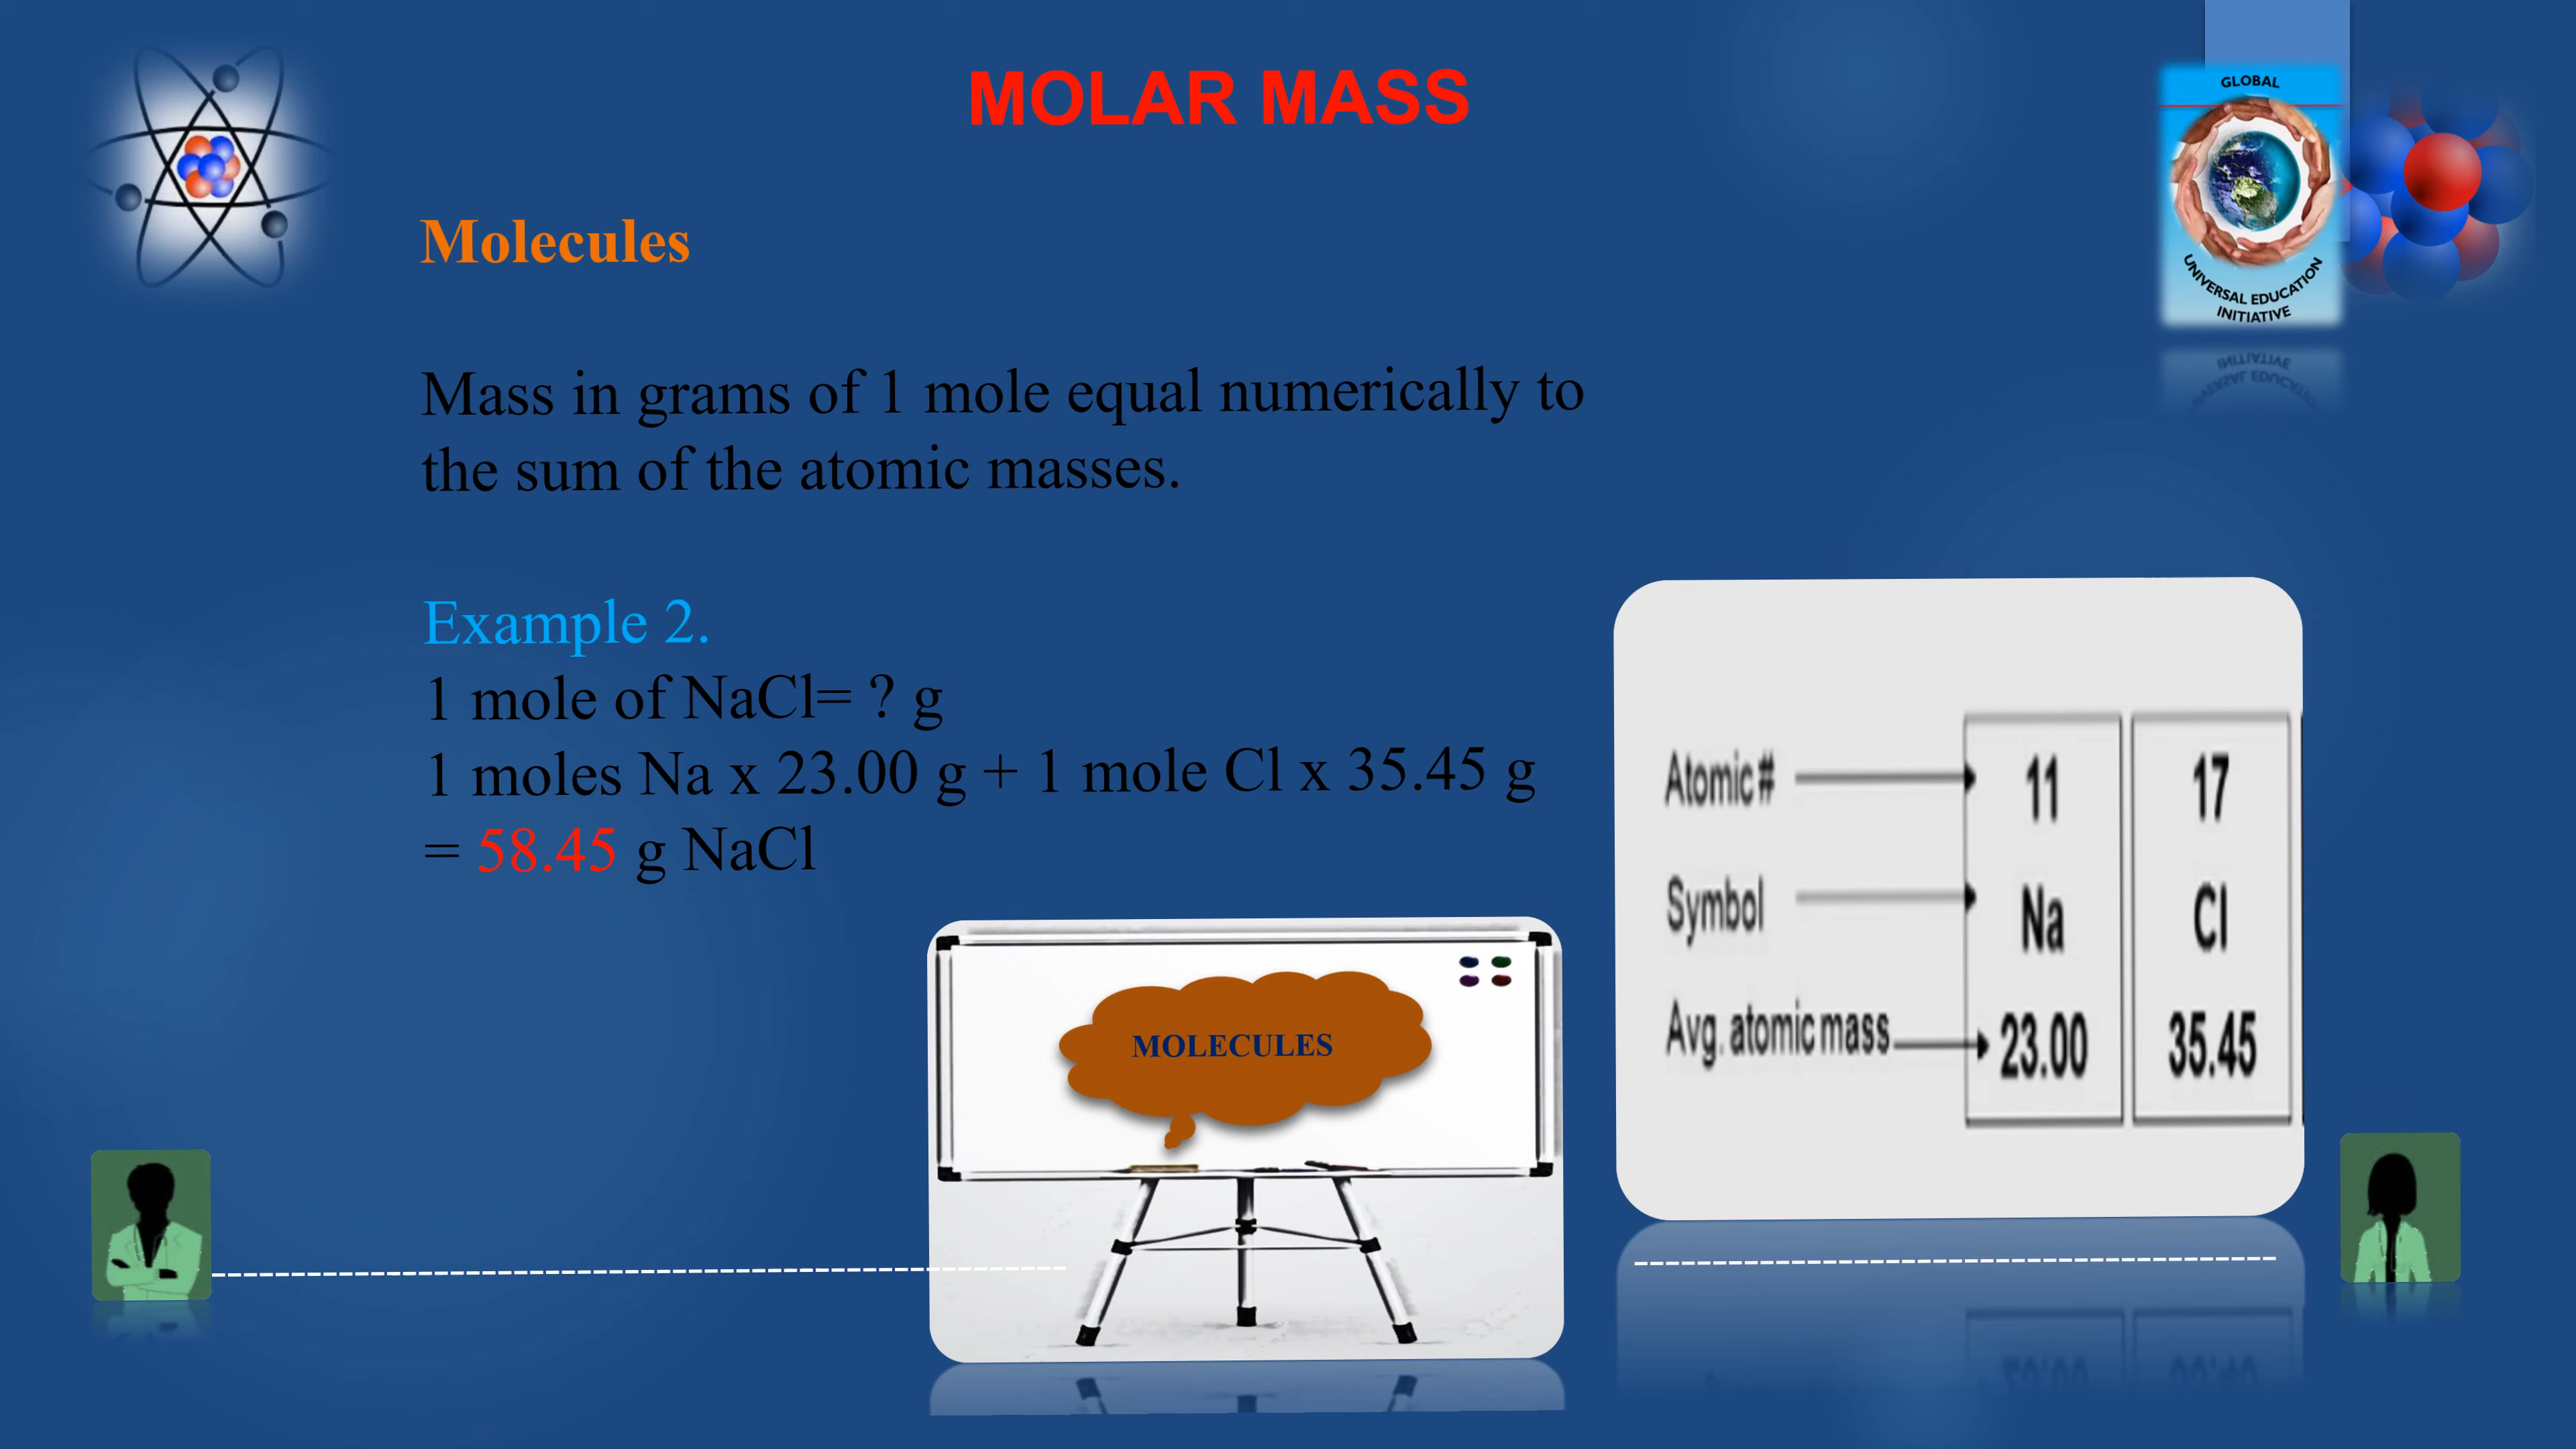 MOLAR MASS
GLOBAL
UNIVERSAL EDUCATION
INITIATIVE
Molecules
Mass in grams of 1 mole equal numerically to
the sum of the atomic masses.
Example 2.
1 mole of NaCl= ? g
1 moles Na x 23.00 g + 1 mole Cl x 35.45 g
= 58.45 g NaCl
Atomic # 11 17
Symbol Na Cl
Avg. atomic mass 23.00 35.45
MOLECULES